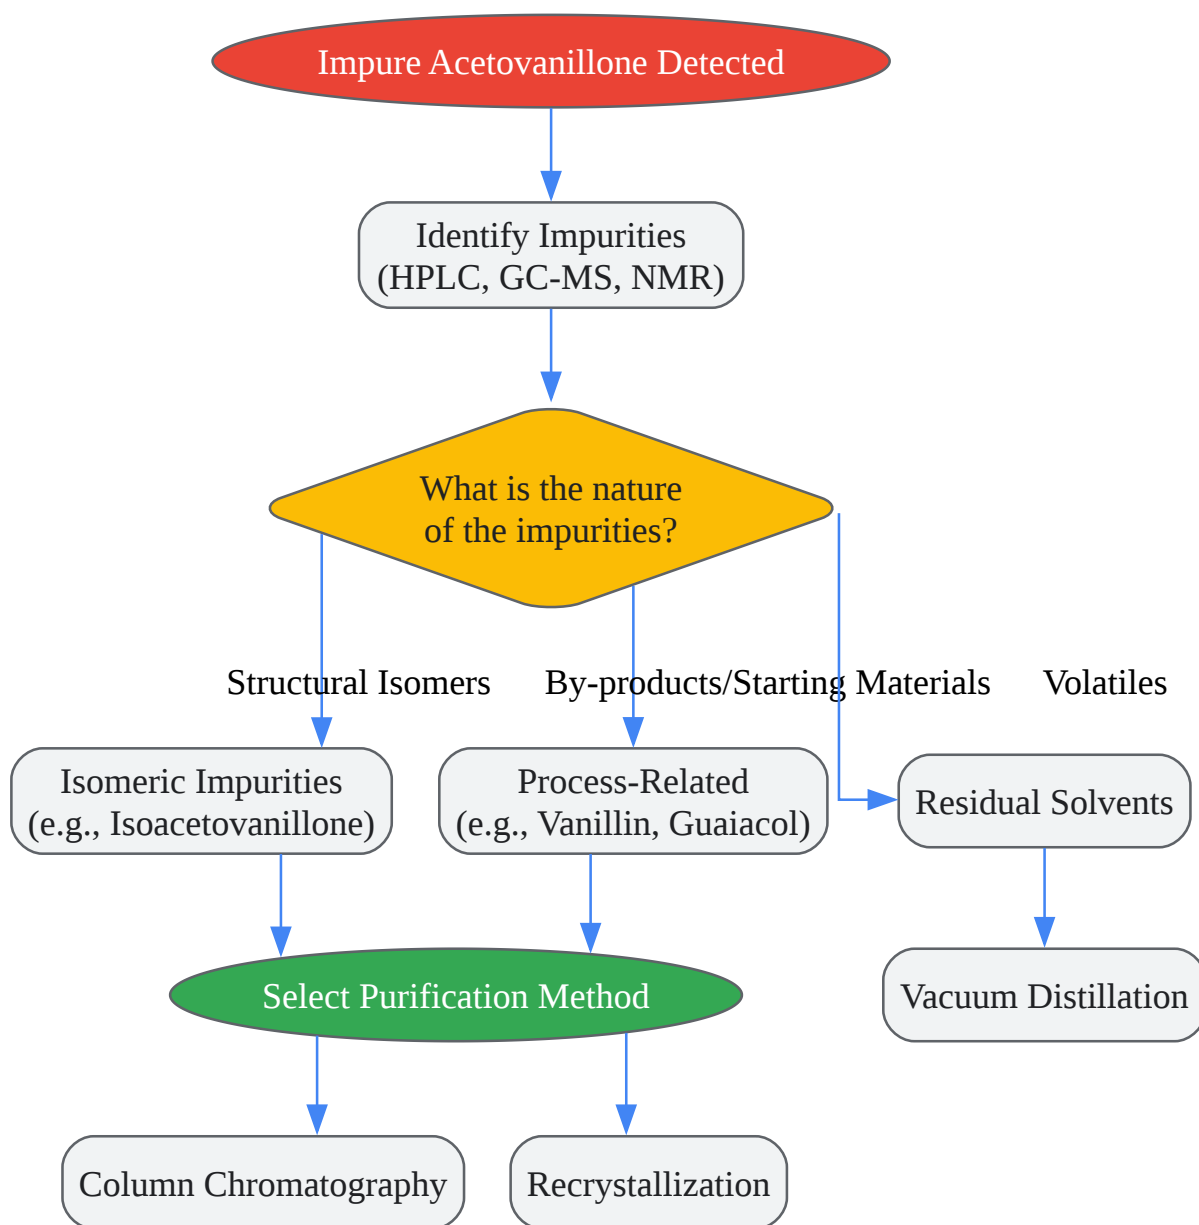 Impure Acetovanillone Detected
Identify Impurities
(HPLC, GC-MS, NMR)
What is the nature
of the impurities?
Structural Isomers
By-products/Starting Materials
Volatiles
Isomeric Impurities
(e.g., Isoacetovanillone)
Process-Related
(e.g., Vanillin, Guaiacol)
Residual Solvents
Select Purification Method
Vacuum Distillation
Column Chromatography
Recrystallization